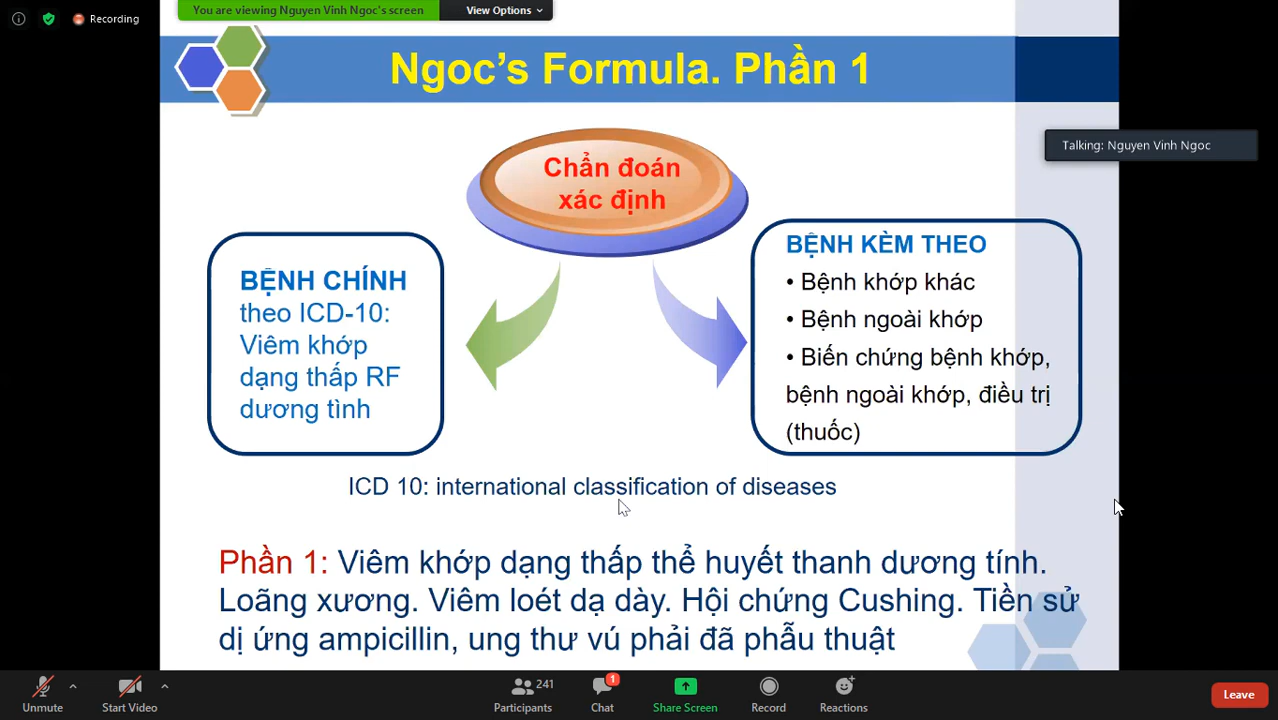 You are viewing Nguyen Vinh Ngoc's screen
View Options
Recording
Ngoc's Formula. Phần 1
Talking: Nguyen Vinh Ngoc
Chẩn đoán
xác định
BỆNH CHÍNH
theo ICD-10:
Viêm khớp
dạng thấp RF
dương tình
BỆNH KÈM THEO
• Bệnh khớp khác
• Bệnh ngoài khớp
• Biến chứng bệnh khớp,
bệnh ngoài khớp, điều trị
(thuốc)
ICD 10: international classification of diseases
Phần 1: Viêm khớp dạng thấp thể huyết thanh dương tính.
Loãng xương. Viêm loét dạ dày. Hội chứng Cushing. Tiền sử
dị ứng ampicillin, ung thư vú phải đã phẫu thuật
Unmute
Start Video
Participants
241
Chat
1
Share Screen
Record
Reactions
Leave